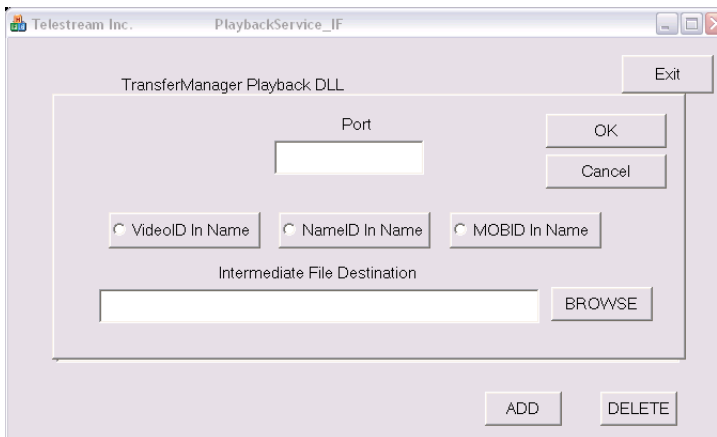 Telestream Inc. PlaybackService_IF
Exit
TransferManager Playback DLL
Port
OK
Cancel
VideoID In Name NameID In Name MOBID In Name
Intermediate File Destination
BROWSE
ADD DELETE